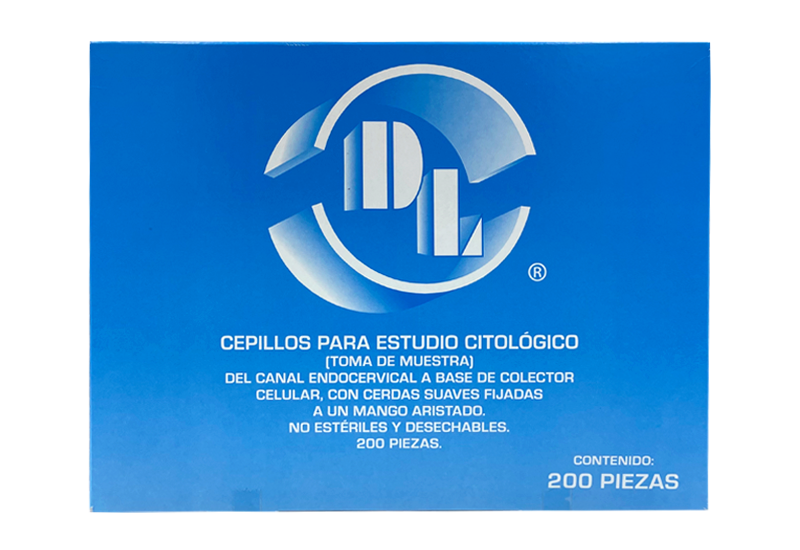 DL
®
CEPILLOS PARA ESTUDIO CITOLÓGICO
(TOMA DE MUESTRA)
DEL CANAL ENDOCERVICAL A BASE DE COLECTOR
CELULAR, CON CERDAS SUAVES FIJADAS
A UN MANGO ARISTADO.
NO ESTÉRILES Y DESECHABLES.
200 PIEZAS.
CONTENIDO:
200 PIEZAS